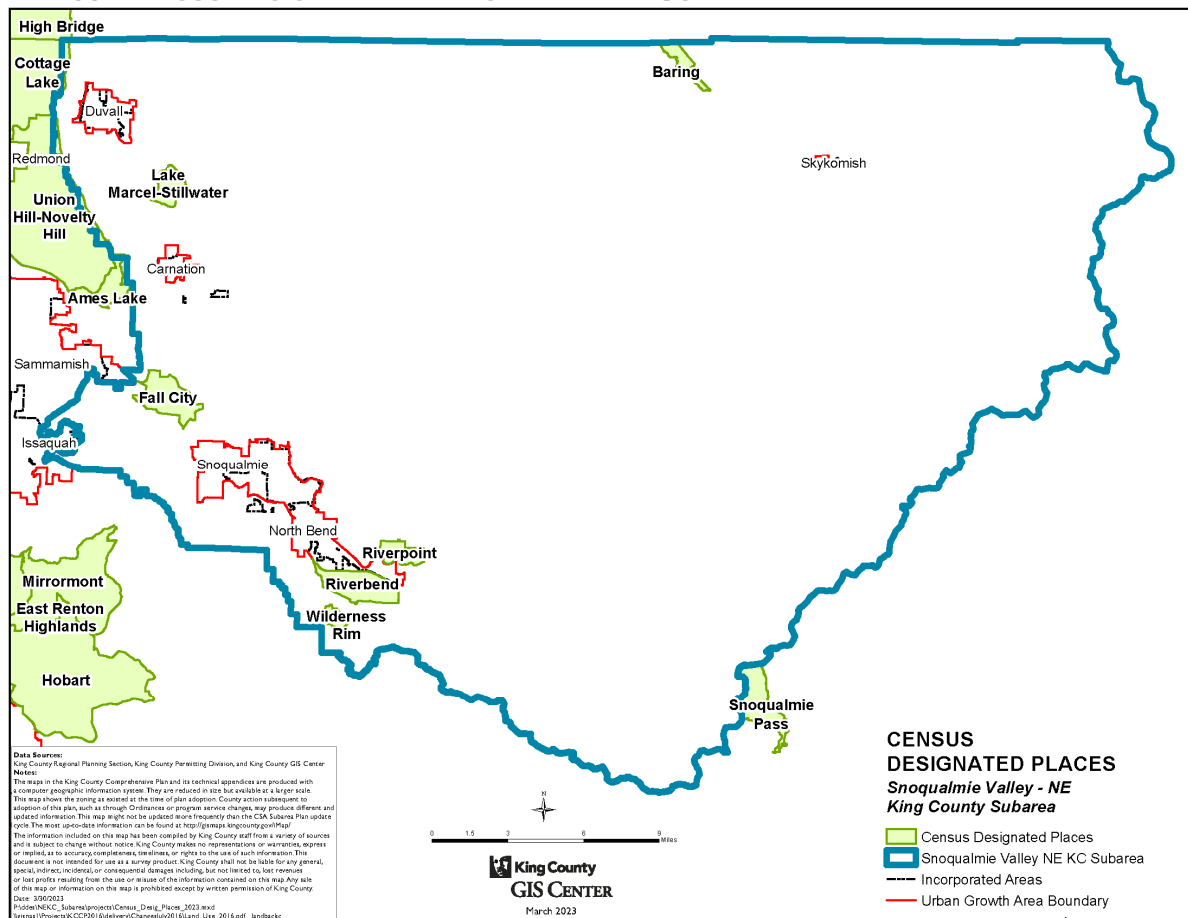 High Bridge
Cottage
Lake
Duvall
Redmond
Baring
Skykomish
Lake
Marcel-Stillwater
Union
Hill-Novelty
Hill
Carnation
Ames Lake
Sammamish
Fall City
Issaquah
Snoqualmie
North Bend
Riverpoint
Riverbend
Mirrormont
East Renton
Highlands
Wilderness
Rim
Hobart
Snoqualmie
Pass
Data Sources:
King County Regional Planning Section, King County Permitting Division, and King County GIS Center
Notes:
The maps in the King County Comprehensive Plan and its technical appendices are produced with
a computer geographic information system. They are reduced in size but available at a larger scale.
This map shows the zoning as existed at the time of plan adoption. County action subsequent to
adoption of this plan, such as through Ordinances or program service changes, may produce different and
updated information. This map might not be updated more frequently than the CSA Subarea Plan update
cycle. The most up-to-date information can be found at http://gismaps.kingcounty.gov/iMap/
The information included on this map has been compiled by King County staff from a variety of sources
and is subject to change without notice. King County makes no representations or warranties, express
or implied, as to accuracy, completeness, timeliness, or rights to the use of such information. This
document is not intended for use as a survey product. King County shall not be liable for any general,
special, indirect, incidental, or consequential damages including, but not limited to, lost revenues
or lost profits resulting from the use or misuse of the information contained on this map. Any sale
of this map or information on this map is prohibited except by written permission of King County.
Date: 3/30/2023
P:\ddes\NEKC_Subarea\projects\Census_Desig_Places_2023.mxd
0 1.5 3 6 9
Miles
King County
GIS CENTER
March 2023
CENSUS
DESIGNATED PLACES
Snoqualmie Valley - NE
King County Subarea
Census Designated Places
Snoqualmie Valley NE KC Subarea
Incorporated Areas
Urban Growth Area Boundary